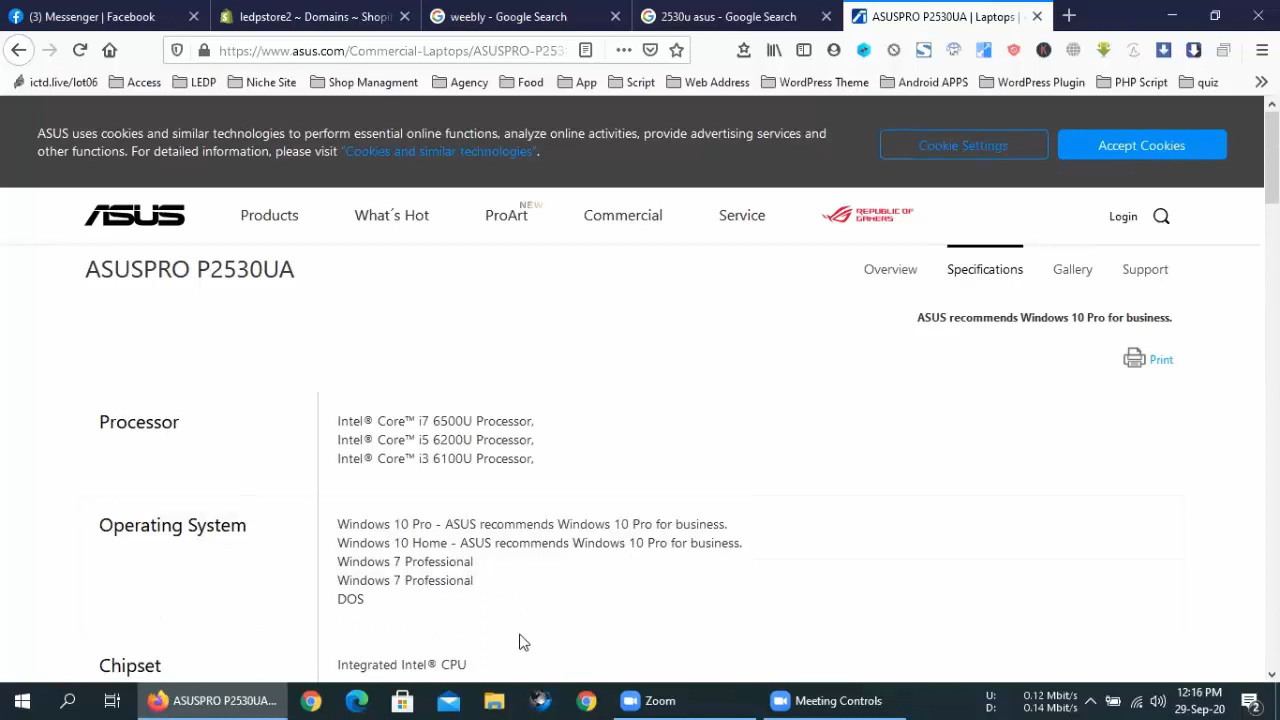 (3) Messenger | Facebook
ledpstore2 ~ Domains ~ Shopif
weebly - Google Search
2530u asus - Google Search
ASUSPRO P2530UA | Laptops |
https://www.asus.com/Commercial-Laptops/ASUSPRO-P253
ictd.live/lot06
Access
LEDP
Niche Site
Shop Managment
Agency
Food
App
Script
Web Address
WordPress Theme
Android APPS
WordPress Plugin
PHP Script
quiz
ASUS uses cookies and similar technologies to perform essential online functions, analyze online activities, provide advertising services and
other functions. For detailed information, please visit "Cookies and similar technologies".
Cookie Settings
Accept Cookies
ASUS
Products
What´s Hot
ProArt
NEW
Commercial
Service
REPUBLIC OF
GAMERS
Login
ASUSPRO P2530UA
Overview
Specifications
Gallery
Support
ASUS recommends Windows 10 Pro for business.
Print
Processor
Intel® Core™ i7 6500U Processor,
Intel® Core™ i5 6200U Processor,
Intel® Core™ i3 6100U Processor,
Operating System
Windows 10 Pro - ASUS recommends Windows 10 Pro for business.
Windows 10 Home - ASUS recommends Windows 10 Pro for business.
Windows 7 Professional
Windows 7 Professional
DOS
Chipset
Integrated Intel® CPU
ASUSPRO P2530UA...
Zoom
Meeting Controls
U: 0.12 Mbit/s
D: 0.14 Mbit/s
12:16 PM
29-Sep-20
2